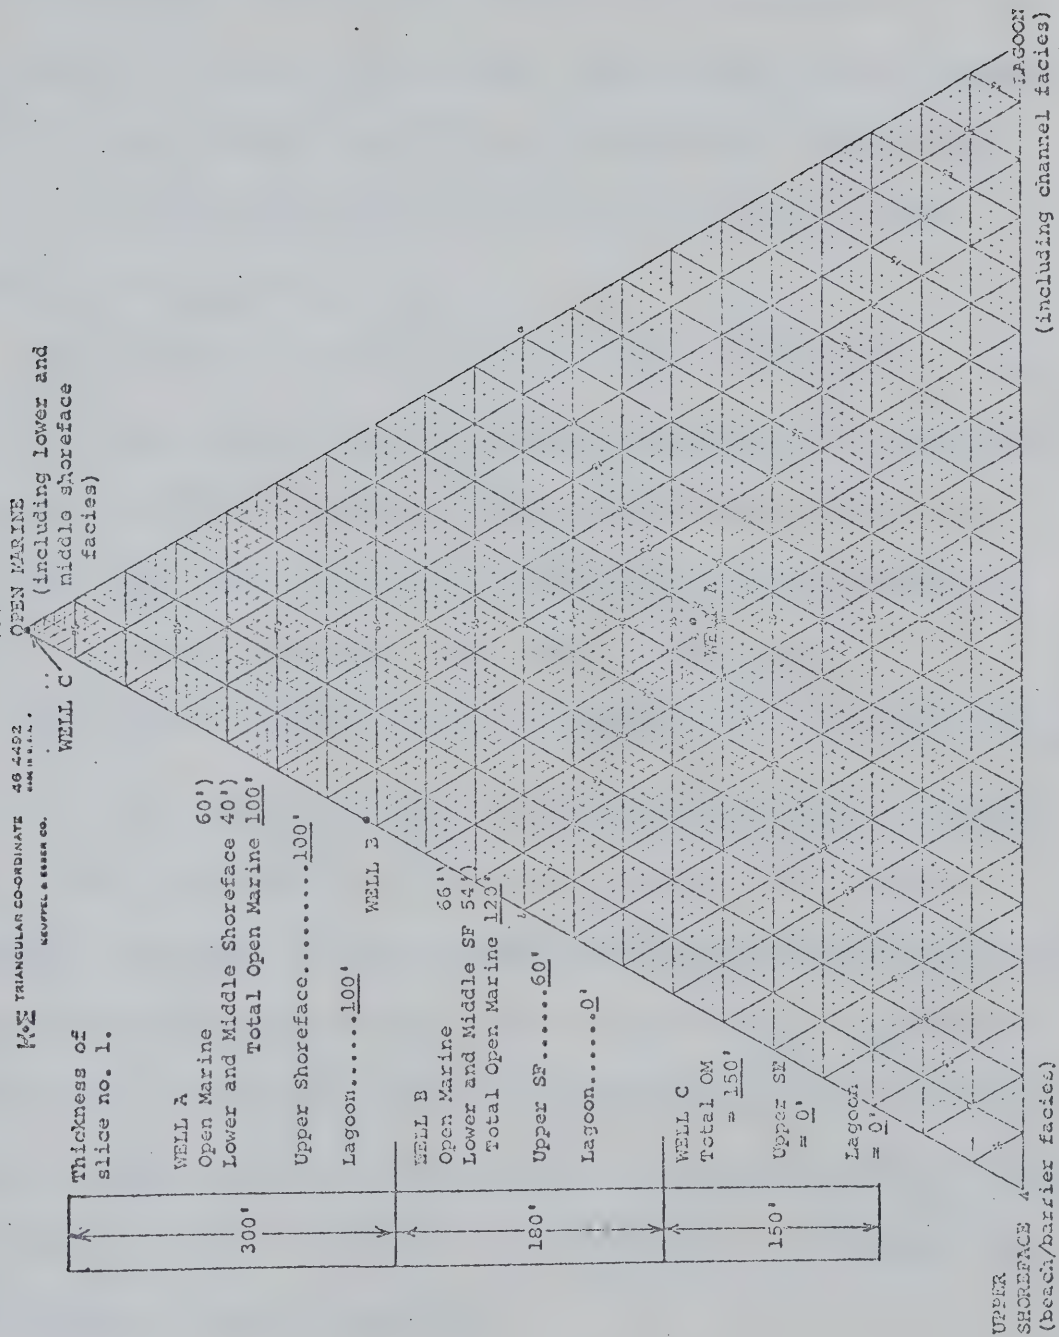 K+E TRIANGULAR CO-ORDINATE 46 4492
KEUFFEL & ESSER CO.
MADE IN U.S.A.
OPEN MARINE
(including lower and
middle shoreface
facies)
WELL C
Thickness of
slice no. 1.
WELL A
Open Marine 60')
Lower and Middle Shoreface 40')
Total Open Marine 100'
Upper Shoreface..........100'
Lagoon.....100'
300'
WELL B
WELL B
Open Marine 66')
Lower and Middle SF 54')
Total Open Marine 120'
Upper SF......60'
Lagoon......0'
180'
WELL C
Total OM
= 150'
Upper SF
= 0'
Lagoon
= 0'
150'
WELL A
UPPER
SHOREFACE
(beach/barrier facies)
LAGOON
(including channel facies)